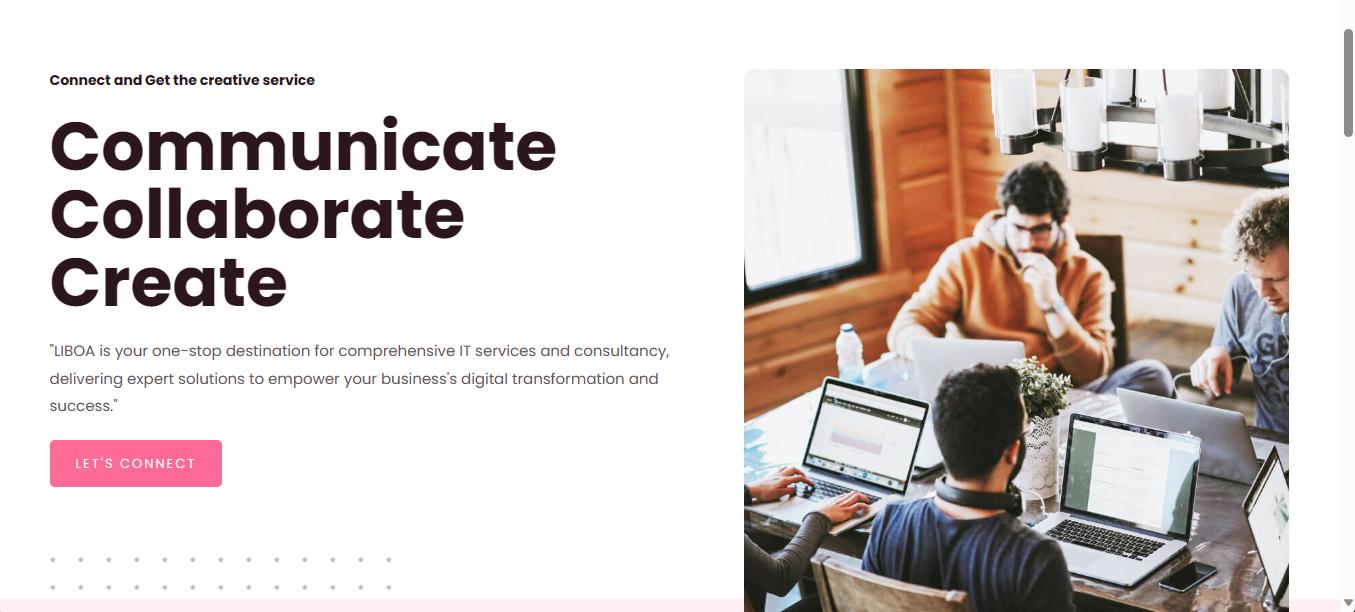 Connect and Get the creative service
Communicate
Collaborate
Create
"LIBOA is your one-stop destination for comprehensive IT services and consultancy,
delivering expert solutions to empower your business's digital transformation and
success."
LET'S CONNECT